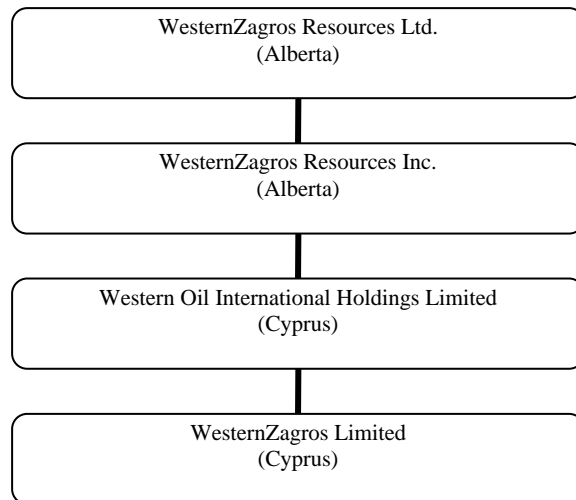 WesternZagros Resources Ltd.
(Alberta)
WesternZagros Resources Inc.
(Alberta)
Western Oil International Holdings Limited
(Cyprus)
WesternZagros Limited
(Cyprus)